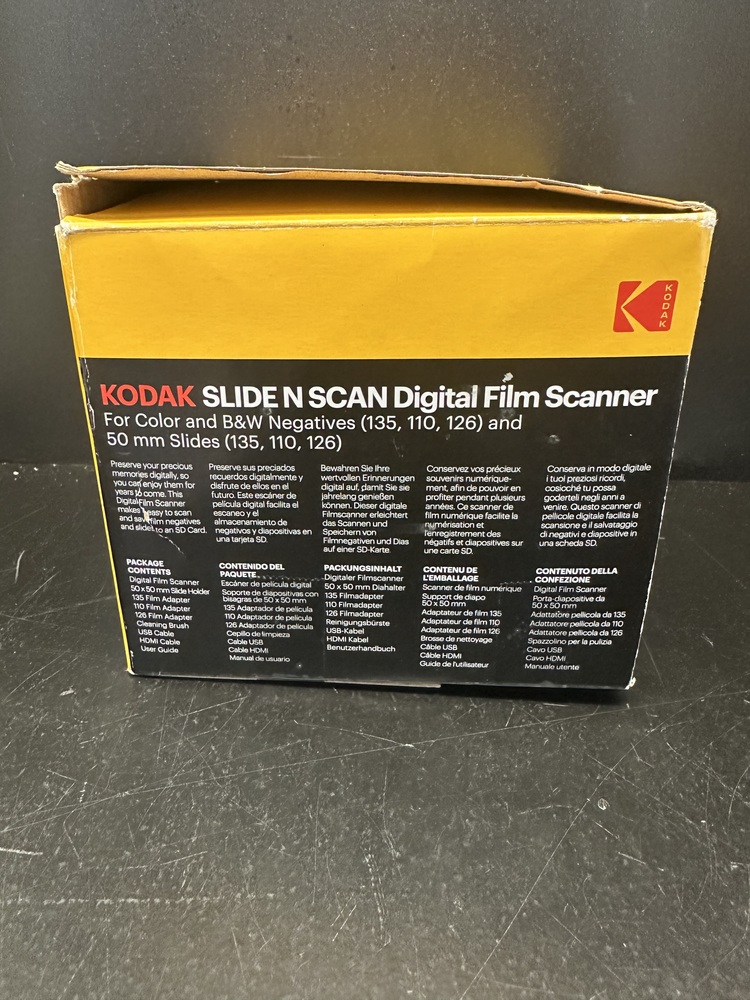 KODAK
KODAK SLIDE N SCAN Digital Film Scanner
For Color and B&W Negatives (135, 110, 126) and
50 mm Slides (135, 110, 126)
Preserve your precious
memories digitally, so
you can enjoy them for
years to come. This
Digital Film Scanner
makes easy to scan
and save film negatives
and slides to an SD Card.
Preserve sus preciados
recuerdos digitalmente y
disfrute de ellos en el
futuro. Este escáner de
película digital facilita el
escaneo y el
almacenamiento de
negativos y diapositivas en
una tarjeta SD.
Bewahren Sie Ihre
wertvollen Erinnerungen
digital auf, damit Sie sie
jahrelang genießen
können. Dieser digitale
Filmscanner erleichtert
das Scannen und
Speichern von
Filmnegativen und Dias
auf einer SD-Karte.
Conservez vos précieux
souvenirs numérique-
ment, afin de pouvoir en
profiter pendant plusieurs
années. Ce scanner de
film numérique facilite la
numérisation et
l'enregistrement des
négatifs et diapositives sur
une carte SD.
Conserva in modo digitale
i tuoi preziosi ricordi,
cosicché tu possa
goderteli negli anni a
venire. Questo scanner di
pellicole digitale facilita la
scansione e il salvataggio
di negativi e diapositive in
una scheda SD.
PACKAGE
CONTENTS
Digital Film Scanner
50 x 50 mm Slide Holder
135 Film Adapter
110 Film Adapter
126 Film Adapter
Cleaning Brush
USB Cable
HDMI Cable
User Guide
CONTENIDO DEL
PAQUETE
Escáner de película digital
Soporte de diapositivas con
bisagras de 50 x 50 mm
135 Adaptador de película
110 Adaptador de película
126 Adaptador de película
Cepillo de limpieza
Cable USB
Cable HDMI
Manual de usuario
PACKUNGSINHALT
Digitaler Filmscanner
50 x 50 mm Diahalter
135 Filmadapter
110 Filmadapter
126 Filmadapter
Reinigungsbürste
USB-Kabel
HDMI Kabel
Benutzerhandbuch
CONTENU DE
L'EMBALLAGE
Scanner de film numérique
Support de diapo
50 x 50 mm
Adaptateur de film 135
Adaptateur de film 110
Adaptateur de film 126
Brosse de nettoyage
Câble USB
Câble HDMI
Guide de l'utilisateur
CONTENUTO DELLA
CONFEZIONE
Digital Film Scanner
Porta-diapositive da
50 x 50 mm
Adattatore pellicola da 135
Adattatore pellicola da 110
Adattatore pellicola da 126
Spazzolino per la pulizia
Cavo USB
Cavo HDMI
Manuale utente